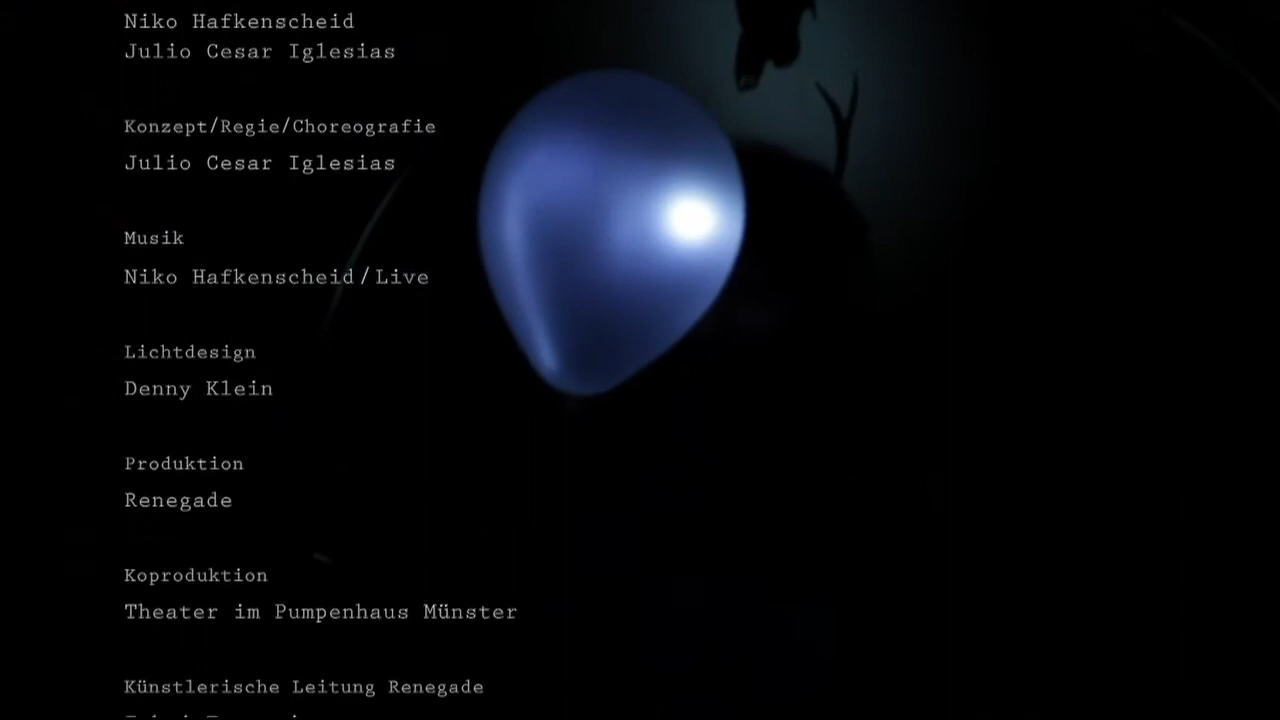 Niko Hafkenscheid
Julio Cesar Iglesias
Konzept/Regie/Choreografie
Julio Cesar Iglesias
Musik
Niko Hafkenscheid/Live
Lichtdesign
Denny Klein
Produktion
Renegade
Koproduktion
Theater im Pumpenhaus Münster
Künstlerische Leitung Renegade